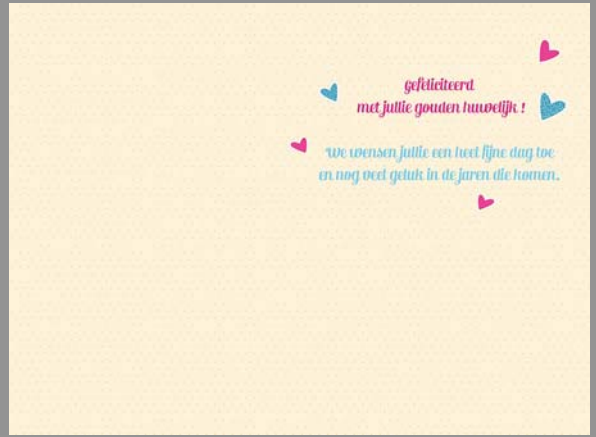 Gefeliciteerd
met jullie gouden huwelijk !
We wensen jullie een heel fijne dag toe
en nog veel geluk in de jaren die komen.